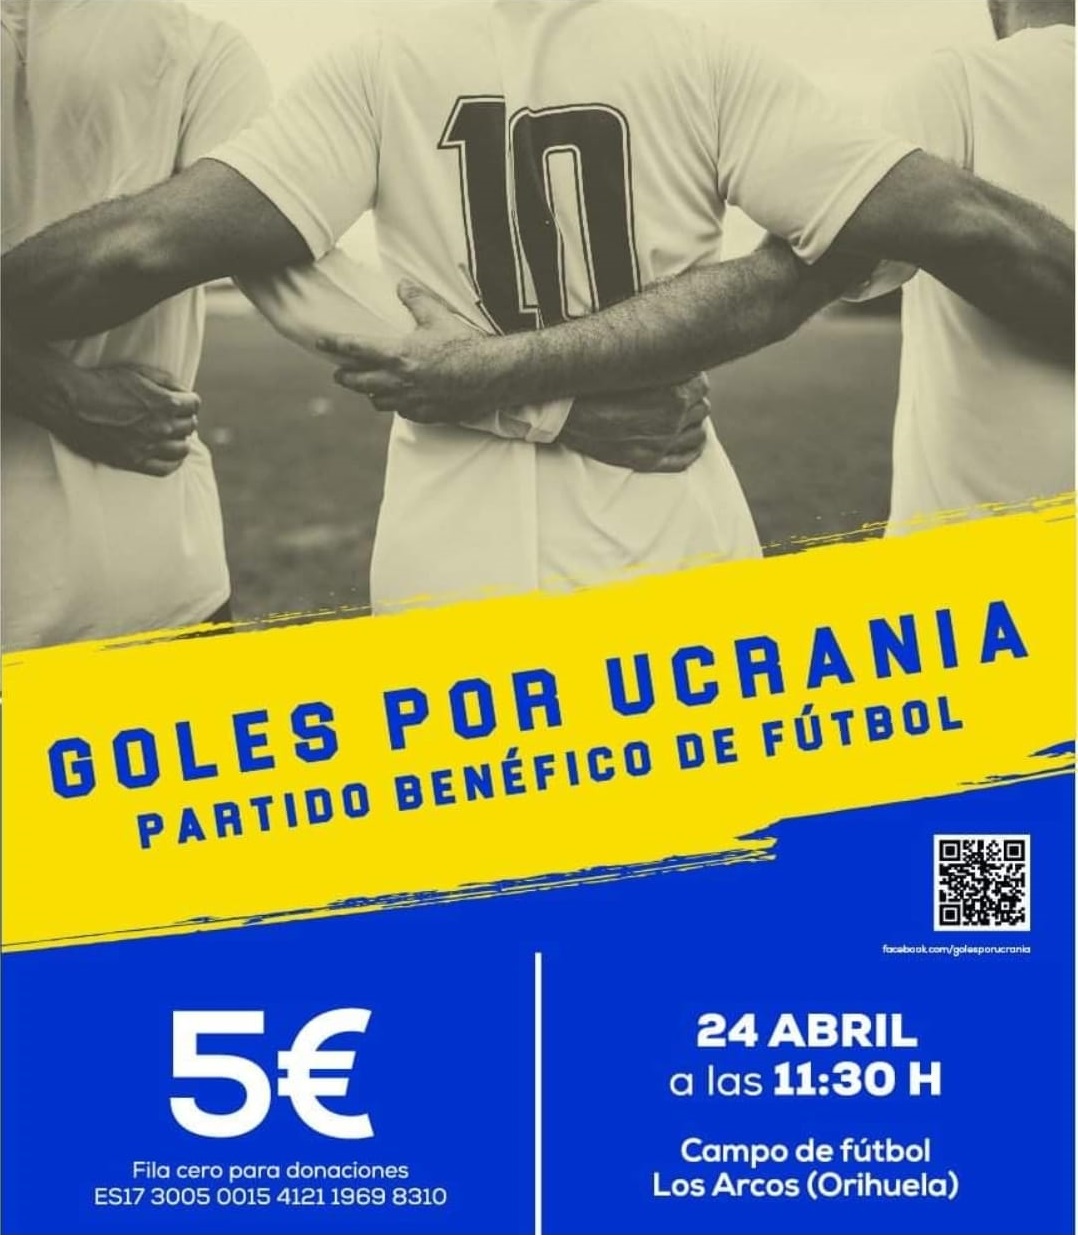 10
GOLES POR UCRANIA
PARTIDO BENÉFICO DE FÚTBOL
facebook.com/golesporucrania
5€
Fila cero para donaciones
ES17 3005 0015 4121 1969 8310
24 ABRIL
a las 11:30 H
Campo de fútbol
Los Arcos (Orihuela)